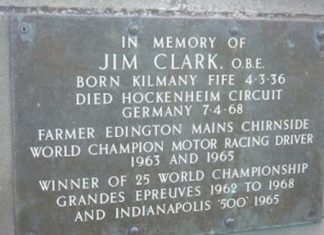 IN MEMORY OF
JIM CLARK, O.B.E.
BORN KILMANY FIFE 4·3·36
DIED HOCKENHEIM CIRCUIT
GERMANY 7·4·68
FARMER EDINGTON MAINS CHIRNSIDE
WORLD CHAMPION MOTOR RACING DRIVER
1963 AND 1965
WINNER OF 25 WORLD CHAMPIONSHIP
GRANDES EPREUVES 1962 TO 1968
AND INDIANAPOLIS '500' 1965